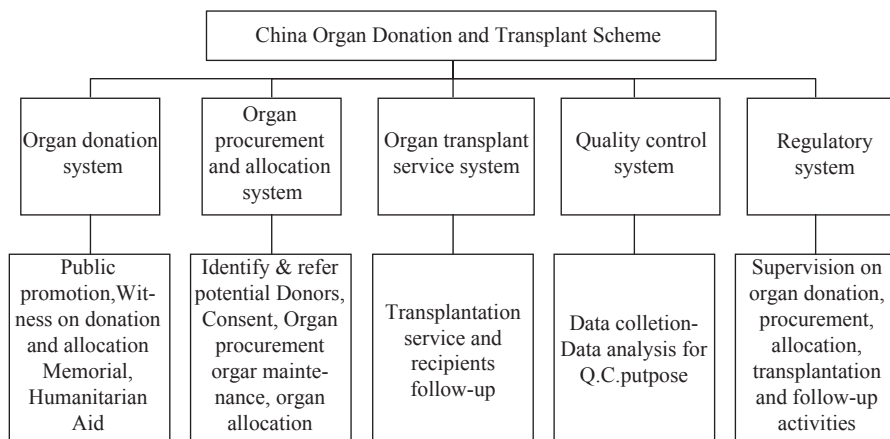 China Organ Donation and Transplant Scheme
Organ donation
system
Organ
procurement
and allocation
system
Organ transplant
service system
Quality control
system
Regulatory
system
Public
promotion,Wit-
ness on donation
and allocation
Memorial,
Humanitarian
Aid
Identify & refer
potential Donors,
Consent, Organ
procurement
orgar mainte-
nance, organ
allocation
Transplantation
service and
recipients
follow-up
Data colletion-
Data analysis for
Q.C.putpose
Supervision on
organ donation,
procurement,
allocation,
transplantation
and follow-up
activities